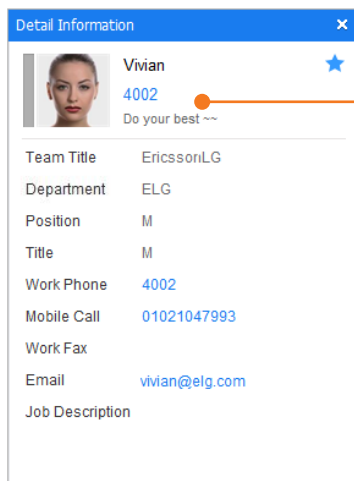 Detail Information
Vivian
4002
Do your best ~~
Team Title EricssonLG
Department ELG
Position M
Title M
Work Phone 4002
Mobile Call 01021047993
Work Fax
Email vivian@elg.com
Job Description